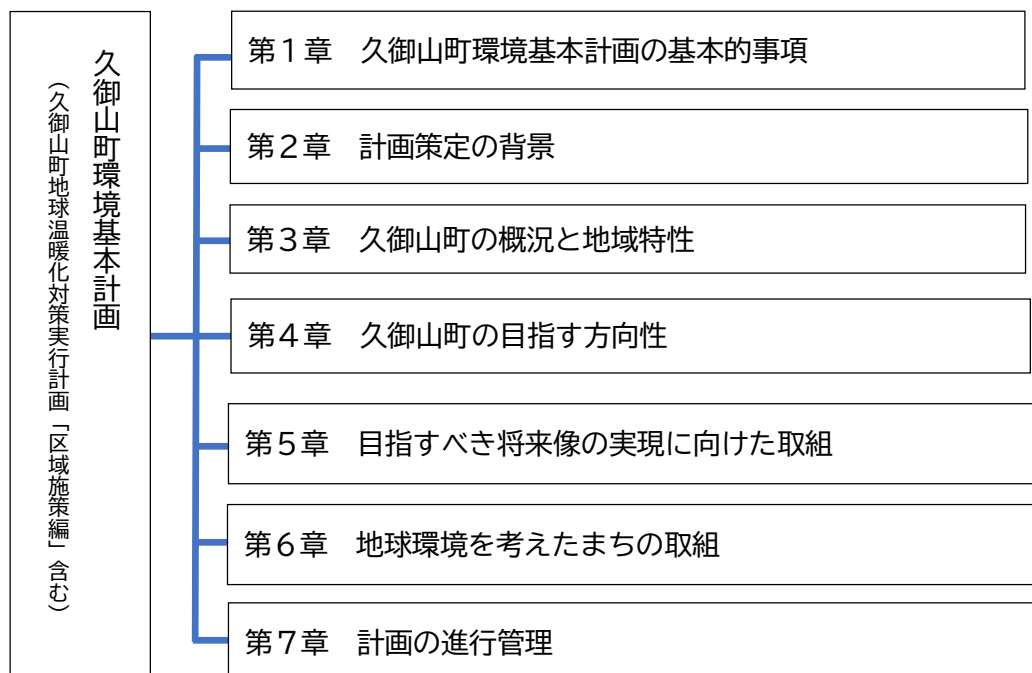 久御山町環境基本計画
（久御山町地球温暖化対策実行計画「区域施策編」含む）
第１章　久御山町環境基本計画の基本的事項
第２章　計画策定の背景
第３章　久御山町の概況と地域特性
第４章　久御山町の目指す方向性
第５章　目指すべき将来像の実現に向けた取組
第６章　地球環境を考えたまちの取組
第７章　計画の進行管理